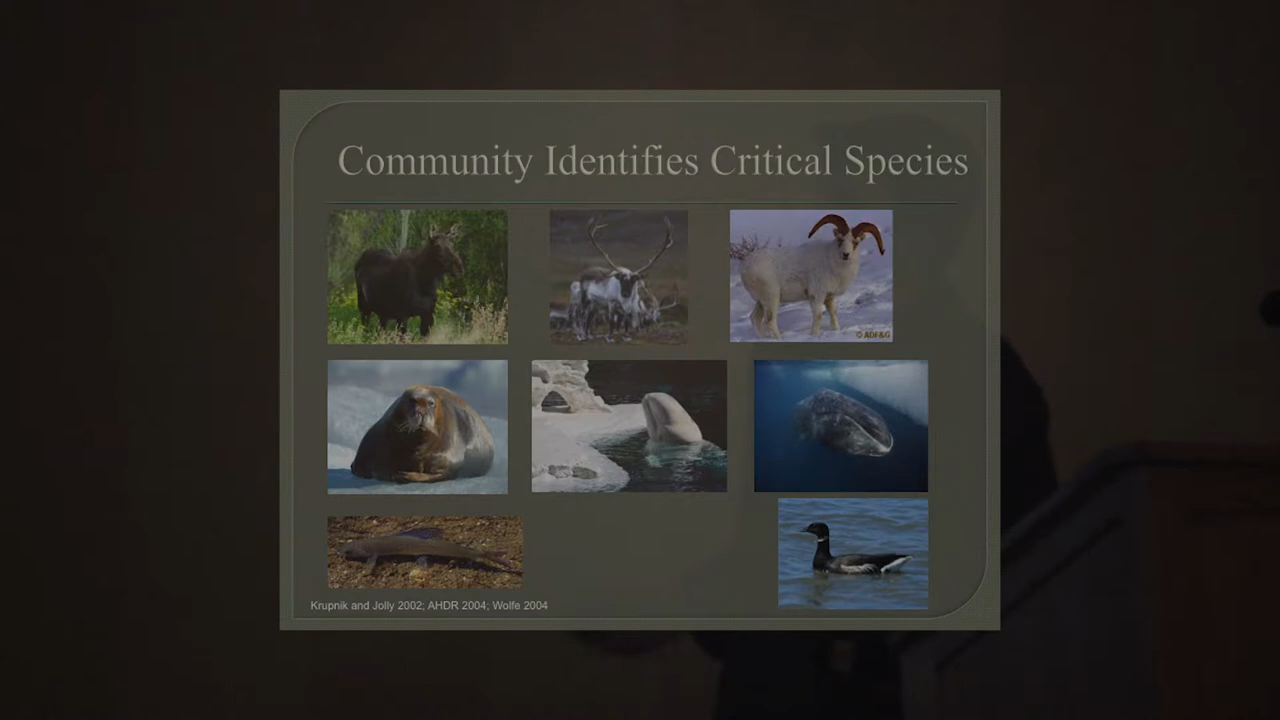 Community Identifies Critical Species
© ADF&G
Krupnik and Jolly 2002; AHDR 2004; Wolfe 2004